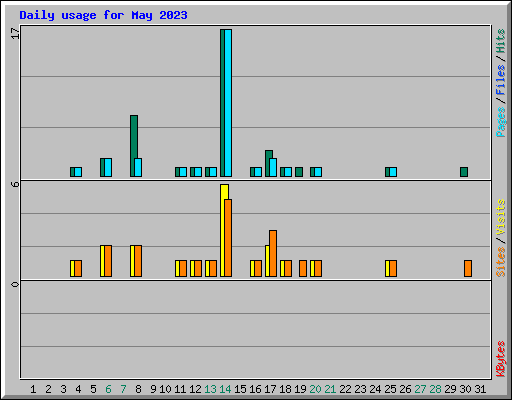 Daily usage for May 2023
17
6
0
Pages/Files/Hits
Sites/Visits
KBytes
1 2 3 4 5 6 7 8 9 10 11 12 13 14 15 16 17 18 19 20 21 22 23 24 25 26 27 28 29 30 31